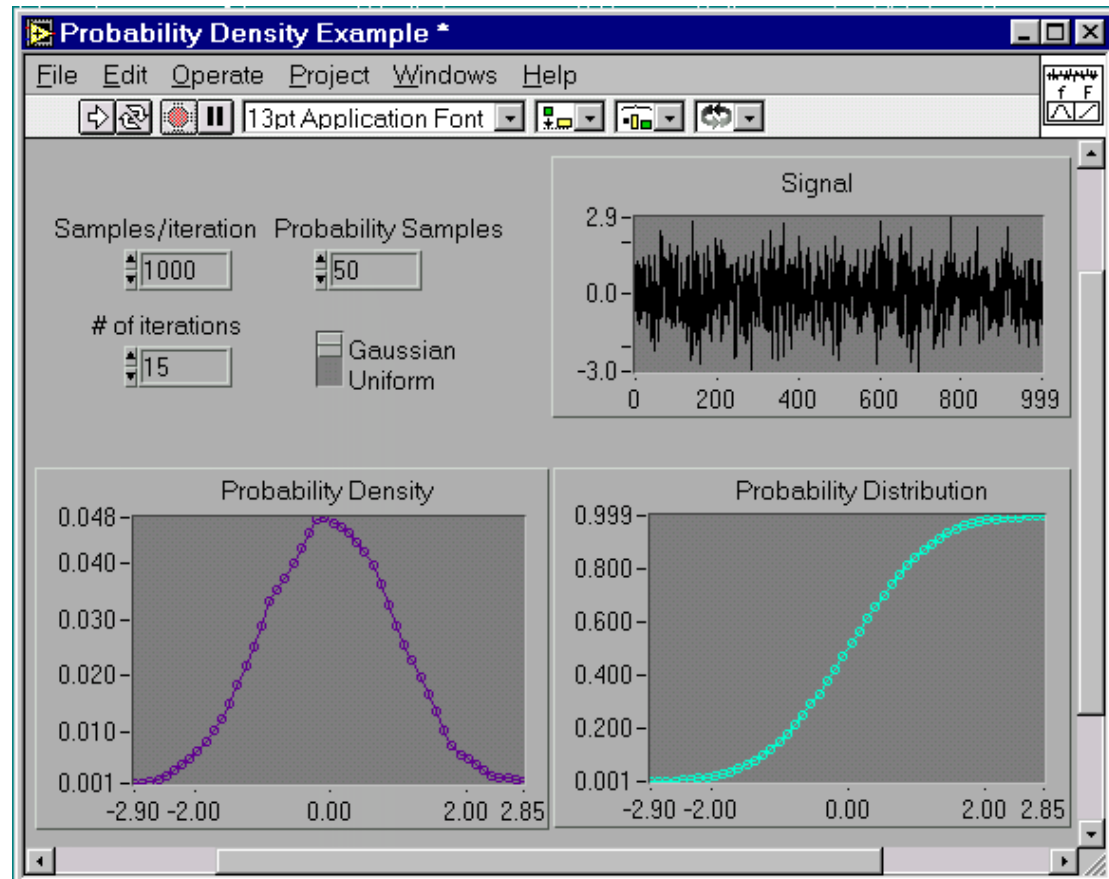 Probability Density Example *
File Edit Operate Project Windows Help
f F
13pt Application Font
Samples/iteration Probability Samples
1000 50
# of iterations
15
Gaussian
Uniform
Signal
2.9
0.0
-3.0
0 200 400 600 800 999
Probability Density
0.048
0.040
0.030
0.020
0.010
0.001
-2.90 -2.00 0.00 2.00 2.85
Probability Distribution
0.999
0.800
0.600
0.400
0.200
0.001
-2.90 -2.00 0.00 2.00 2.85